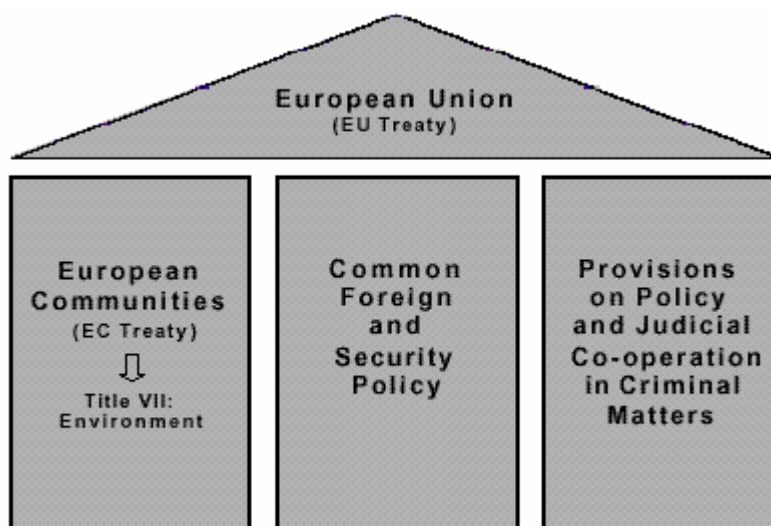 European Union
(EU Treaty)
European
Communities
(EC Treaty)
Title VII:
Environment
Common
Foreign
and
Security
Policy
Provisions
on Policy
and Judicial
Co-operation
in Criminal
Matters